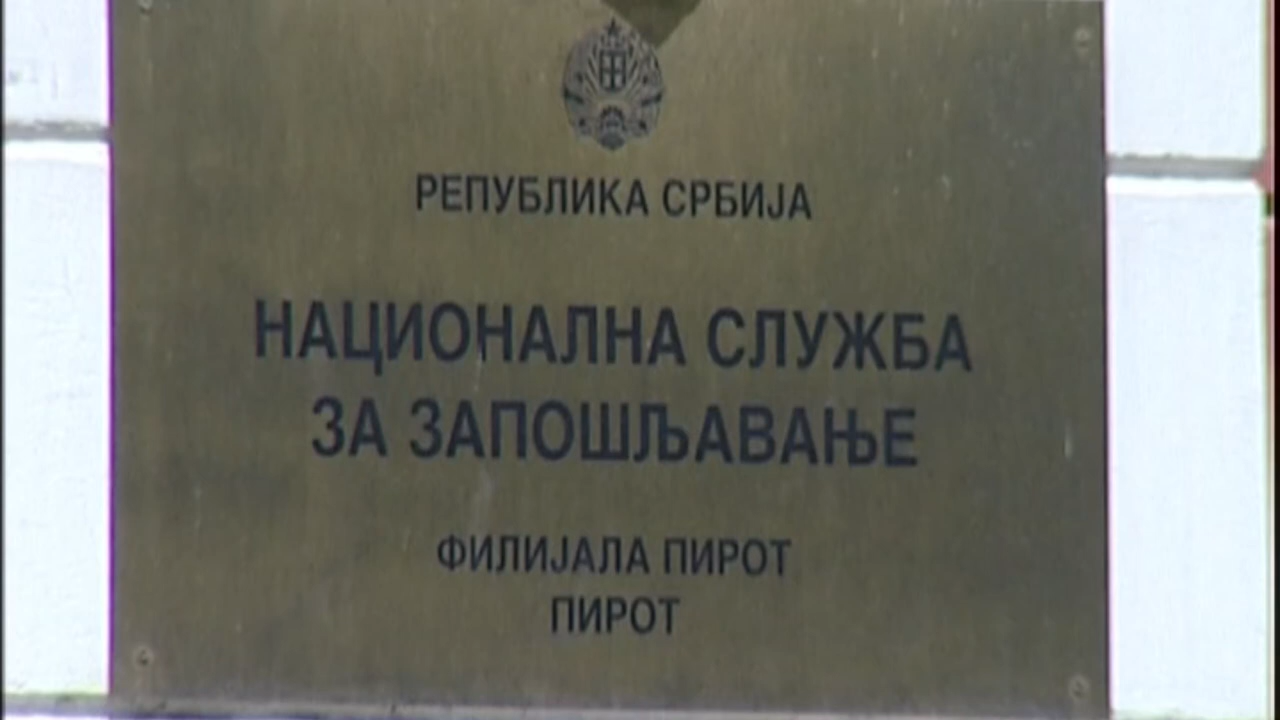 РЕПУБЛИКА СРБИЈА
НАЦИОНАЛНА СЛУЖБА
ЗА ЗАПОШЉАВАЊЕ
ФИЛИЈАЛА ПИРОТ
ПИРОТ